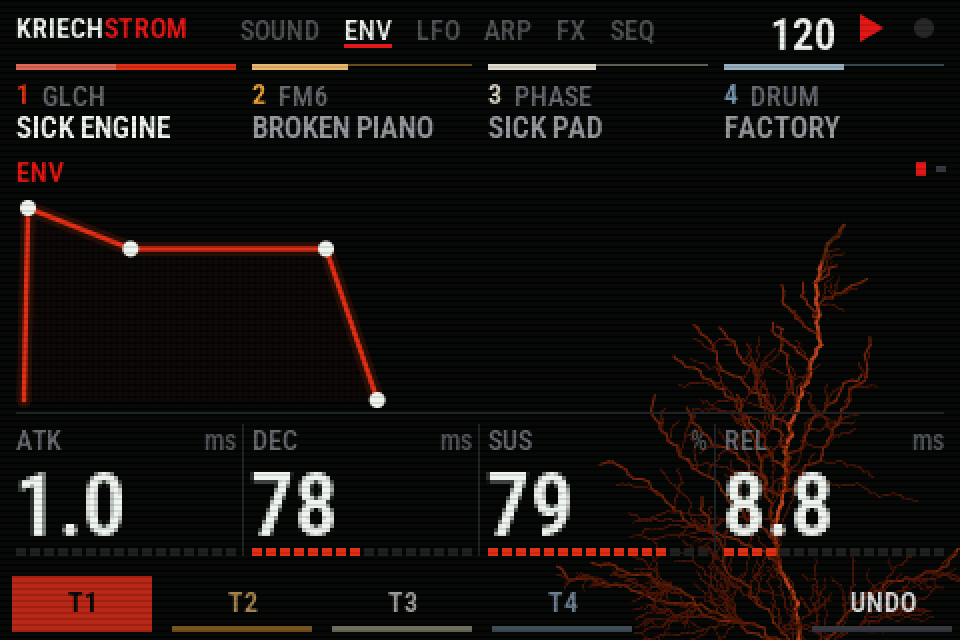 KRIECHSTROM SOUND ENV LFO ARP FX SEQ 120
1 GLCH 2 FM6 3 PHASE 4 DRUM
SICK ENGINE BROKEN PIANO SICK PAD FACTORY
ENV
ATK ms DEC ms SUS % REL ms
1.0 78 79 8.8
T1 T2 T3 T4 UNDO